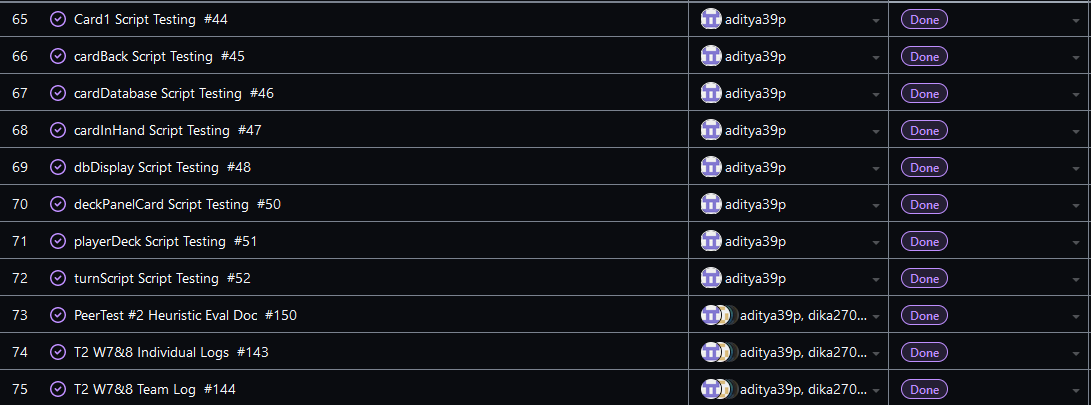 65 Card1 Script Testing #44 aditya39p Done
66 cardBack Script Testing #45 aditya39p Done
67 cardDatabase Script Testing #46 aditya39p Done
68 cardInHand Script Testing #47 aditya39p Done
69 dbDisplay Script Testing #48 aditya39p Done
70 deckPanelCard Script Testing #50 aditya39p Done
71 playerDeck Script Testing #51 aditya39p Done
72 turnScript Script Testing #52 aditya39p Done
73 PeerTest #2 Heuristic Eval Doc #150 aditya39p, dika270... Done
74 T2 W7&8 Individual Logs #143 aditya39p, dika270... Done
75 T2 W7&8 Team Log #144 aditya39p, dika270... Done